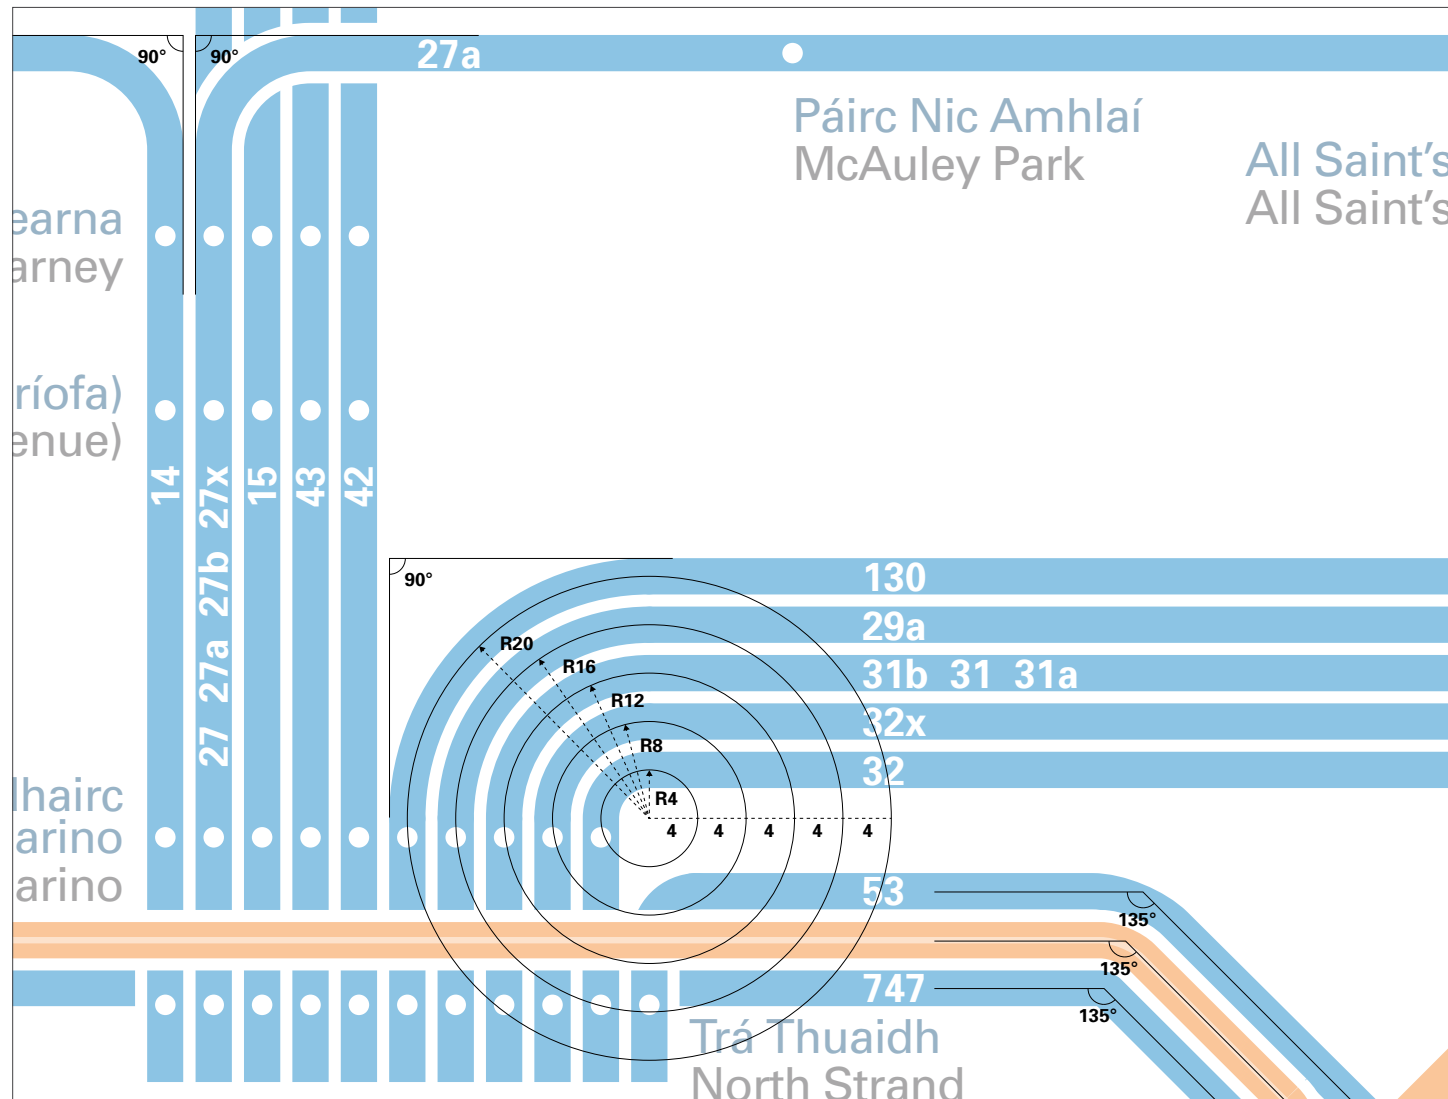 90°
90°
27a
Páirc Nic Amhlaí
McAuley Park
All Saint’s
All Saint’s
earna
arney
ríofa)
enue)
14
27 27a 27b 27x
15
43
42
90°
130
29a
31b 31 31a
32x
32
R20
R16
R12
R8
R4
4 4 4 4 4
lhairc
arino
arino
53
135°
135°
747
135°
Trá Thuaidh
North Strand